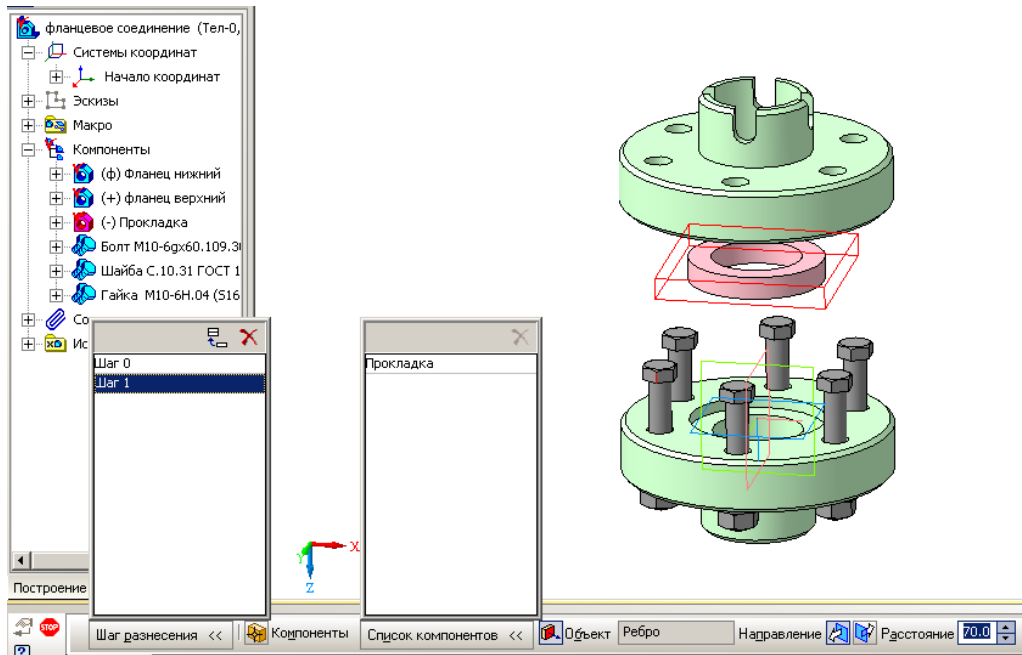 фланцевое соединение (Тел-0,
Системы координат
Начало координат
Эскизы
Макро
Компоненты
(ф) Фланец нижний
(+) фланец верхний
(-) Прокладка
Болт М10-6gх60.109.3
Шайба С.10.31 ГОСТ 1
Гайка М10-6Н.04 (S16
Со
Ис
Шаг 0
Шаг 1
Прокладка
X
Y
Z
Построение
STOP
Шаг разнесения <<
Компоненты
Список компонентов <<
Объект
Ребро
Направление
Расстояние
70.0